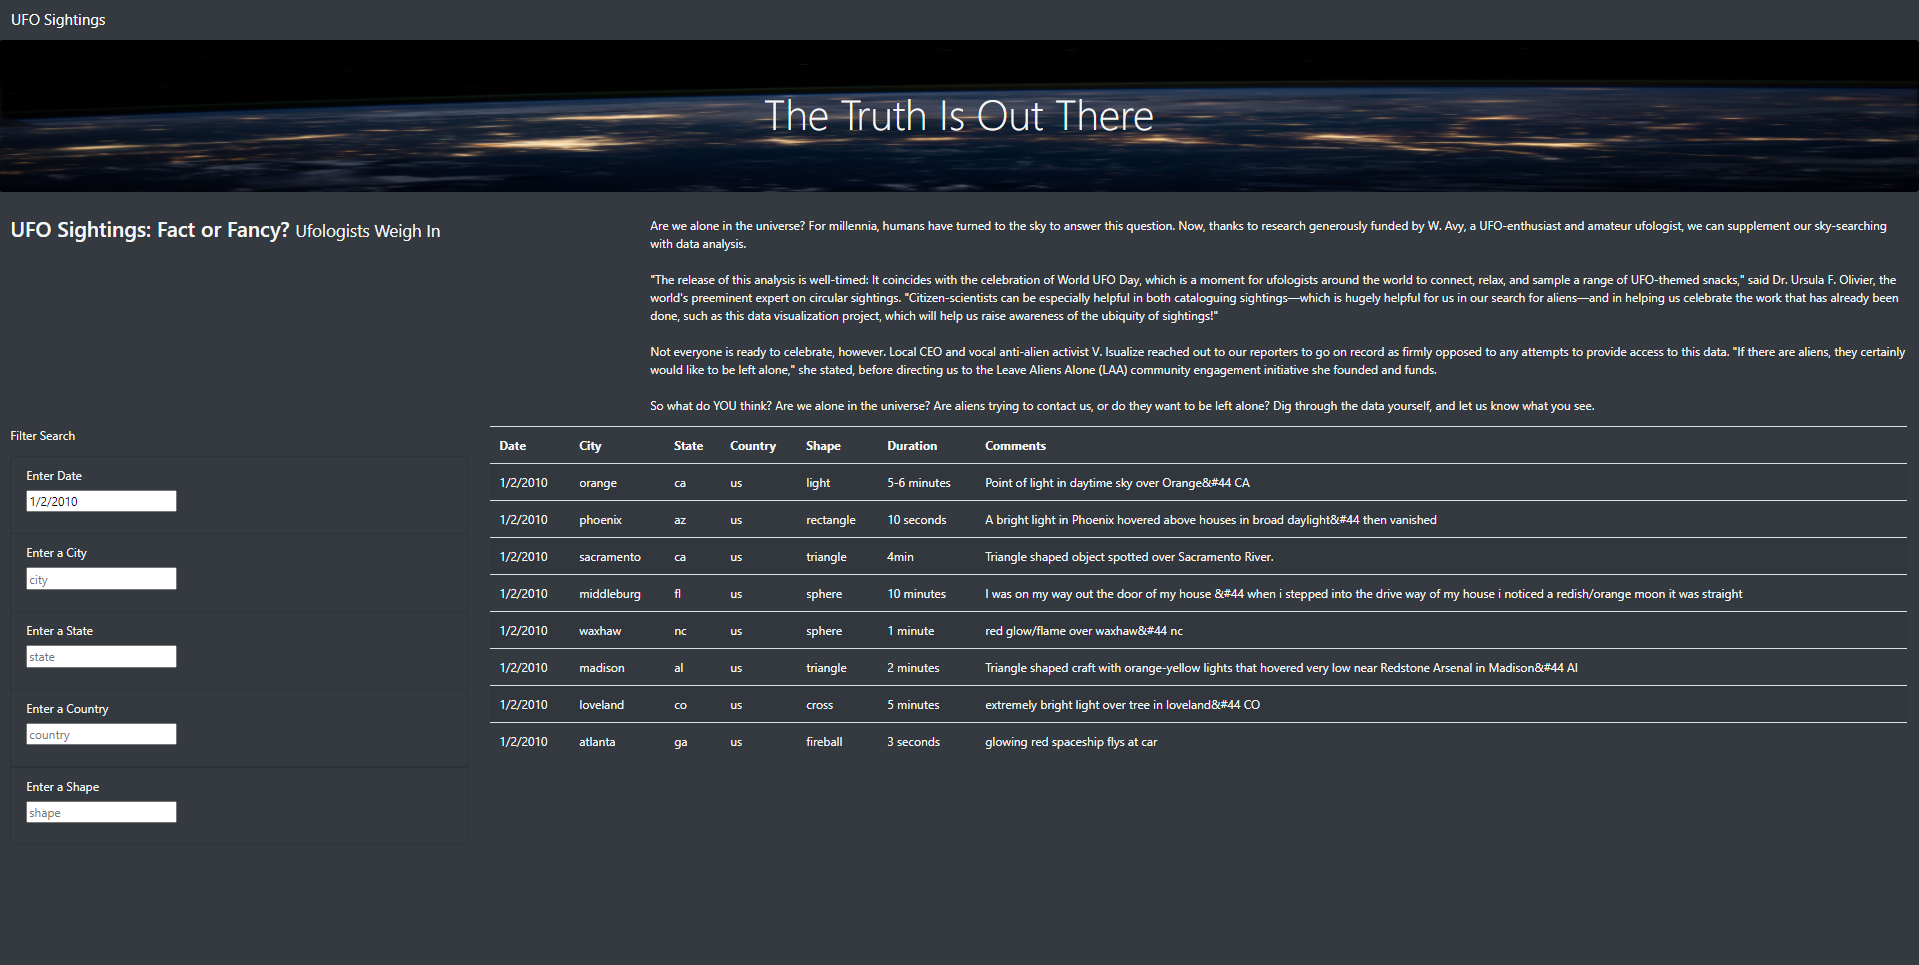 UFO Sightings
The Truth Is Out There
UFO Sightings: Fact or Fancy? Ufologists Weigh In
Are we alone in the universe? For millennia, humans have turned to the sky to answer this question. Now, thanks to research generously funded by W. Avy, a UFO-enthusiast and amateur ufologist, we can supplement our sky-searching
with data analysis.
"The release of this analysis is well-timed: It coincides with the celebration of World UFO Day, which is a moment for ufologists around the world to connect, relax, and sample a range of UFO-themed snacks," said Dr. Ursula F. Olivier, the
world's preeminent expert on circular sightings. "Citizen-scientists can be especially helpful in both cataloguing sightings—which is hugely helpful for us in our search for aliens—and in helping us celebrate the work that has already been
done, such as this data visualization project, which will help us raise awareness of the ubiquity of sightings!"
Not everyone is ready to celebrate, however. Local CEO and vocal anti-alien activist V. Isualize reached out to our reporters to go on record as firmly opposed to any attempts to provide access to this data. "If there are aliens, they certainly
would like to be left alone," she stated, before directing us to the Leave Aliens Alone (LAA) community engagement initiative she founded and funds.
So what do YOU think? Are we alone in the universe? Are aliens trying to contact us, or do they want to be left alone? Dig through the data yourself, and let us know what you see.
Filter Search
Enter Date
1/2/2010
Enter a City
city
Enter a State
state
Enter a Country
country
Enter a Shape
shape
Date City State Country Shape Duration Comments
1/2/2010 orange ca us light 5-6 minutes Point of light in daytime sky over Orange&#44 CA
1/2/2010 phoenix az us rectangle 10 seconds A bright light in Phoenix hovered above houses in broad daylight&#44 then vanished
1/2/2010 sacramento ca us triangle 4min Triangle shaped object spotted over Sacramento River.
1/2/2010 middleburg fl us sphere 10 minutes I was on my way out the door of my house &#44 when i stepped into the drive way of my house i noticed a redish/orange moon it was straight
1/2/2010 waxhaw nc us sphere 1 minute red glow/flame over waxhaw&#44 nc
1/2/2010 madison al us triangle 2 minutes Triangle shaped craft with orange-yellow lights that hovered very low near Redstone Arsenal in Madison&#44 Al
1/2/2010 loveland co us cross 5 minutes extremely bright light over tree in loveland&#44 CO
1/2/2010 atlanta ga us fireball 3 seconds glowing red spaceship flys at car